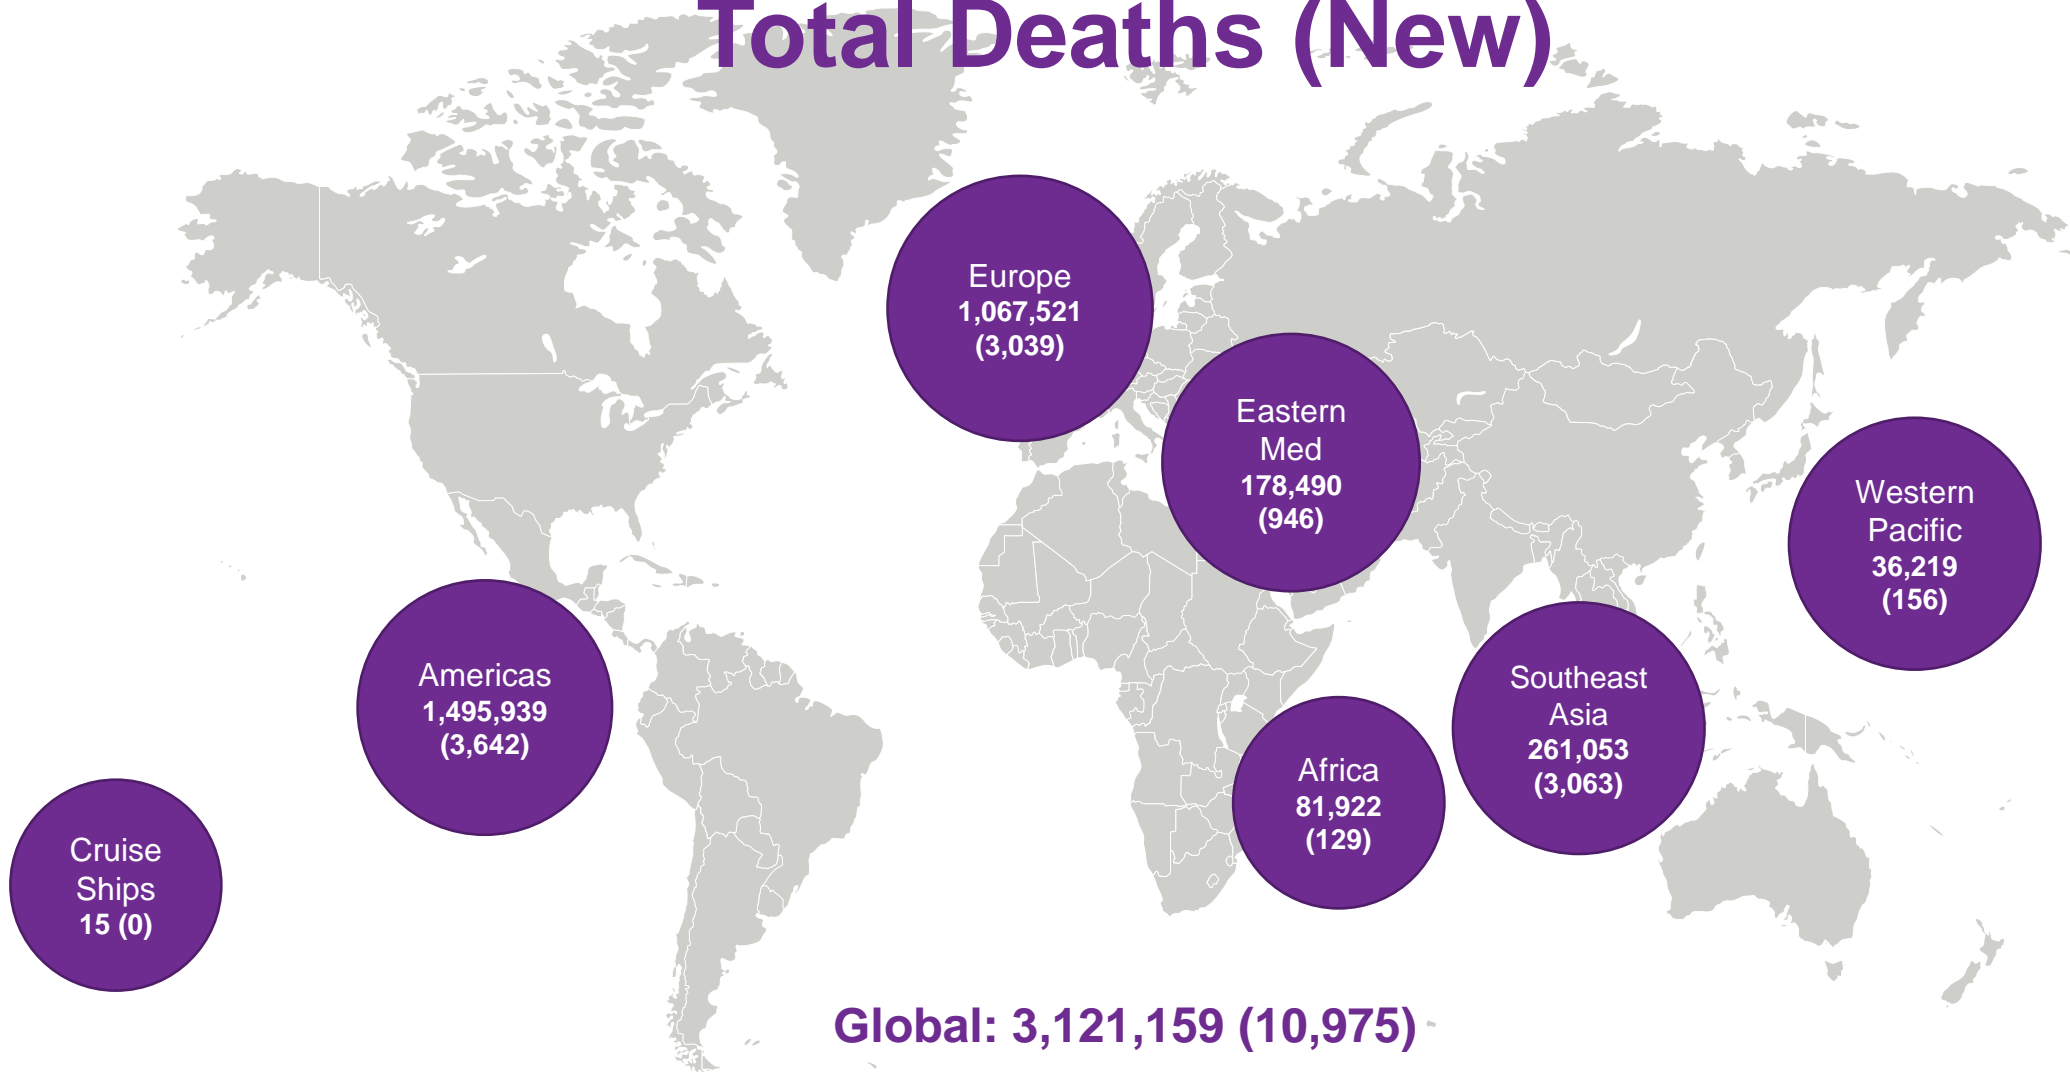 Total Deaths (New)
Europe
1,067,521
(3,039)
Eastern
Med
178,490
(946)
Western
Pacific
36,219
(156)
Americas
1,495,939
(3,642)
Southeast
Asia
261,053
(3,063)
Africa
81,922
(129)
Cruise
Ships
15 (0)
Global: 3,121,159 (10,975)